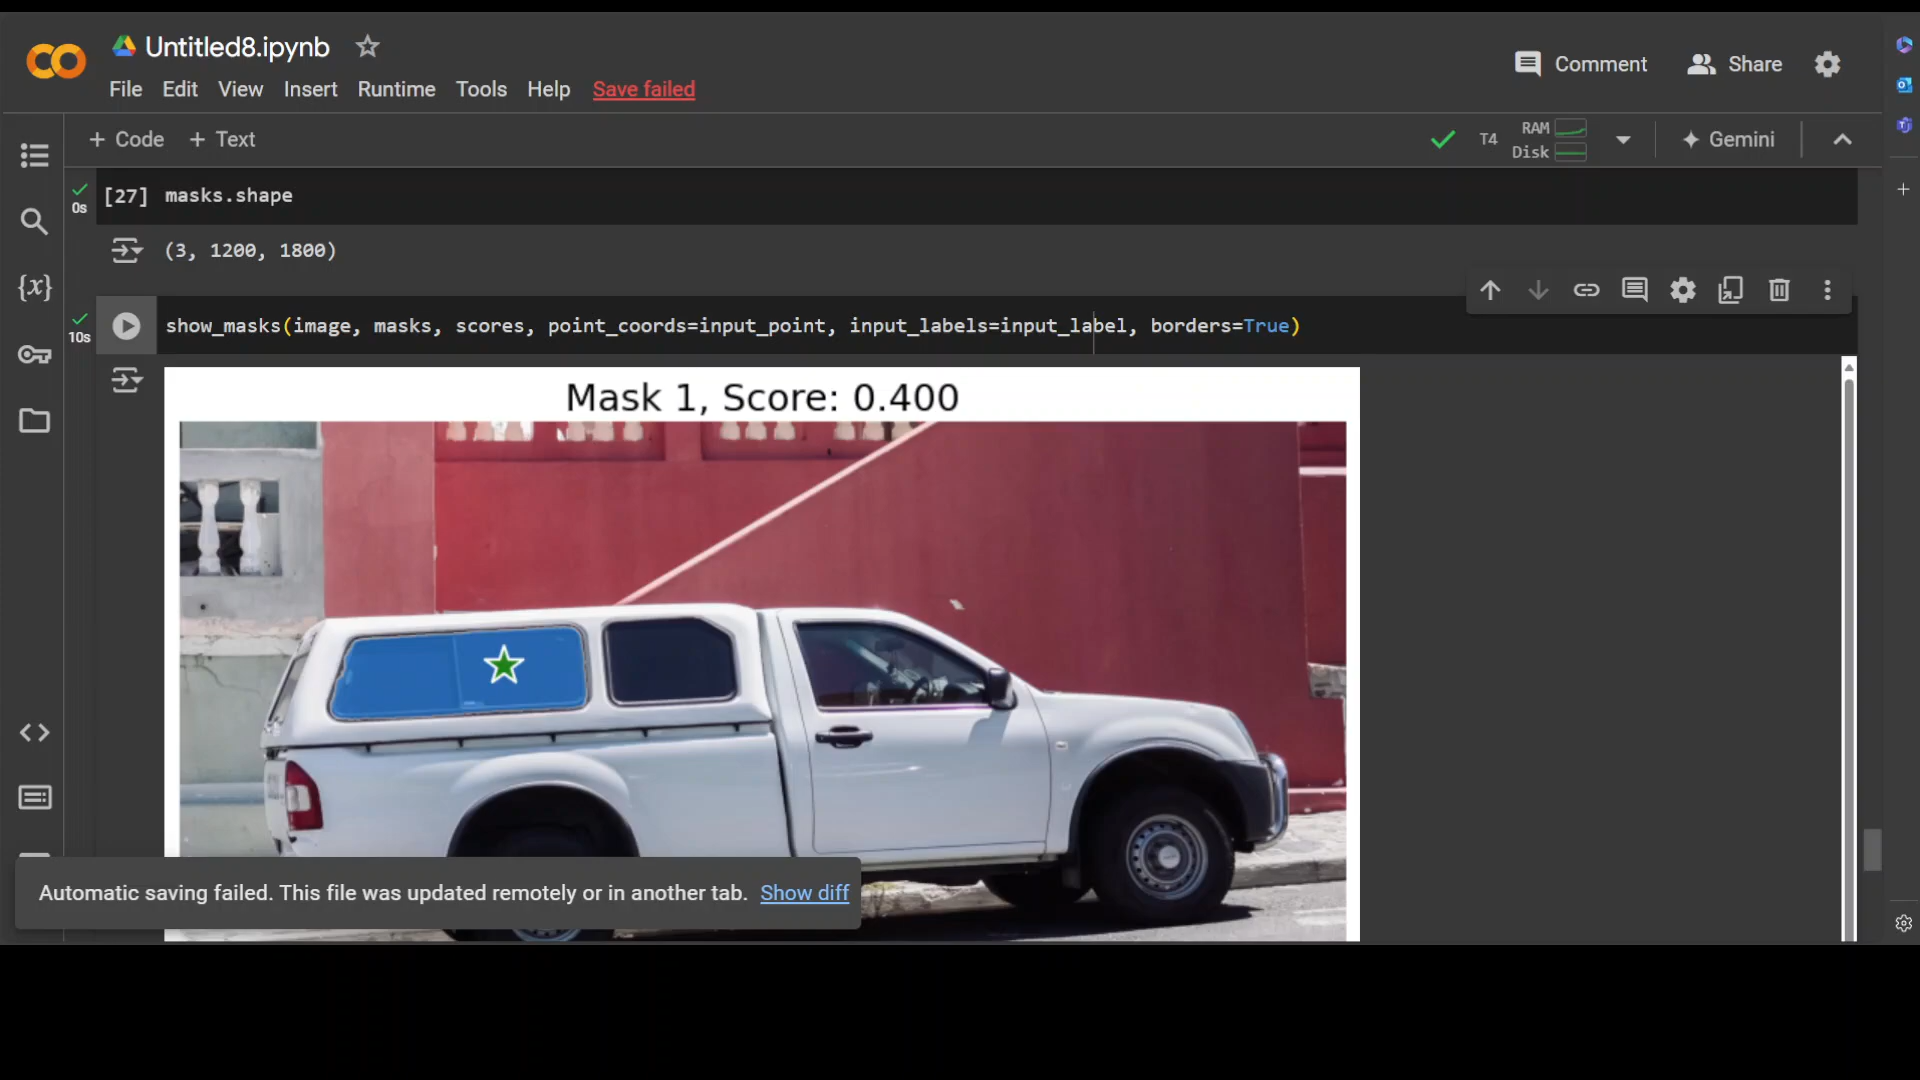 Untitled8.ipynb
File Edit View Insert Runtime Tools Help Save failed
Comment
Share
+ Code + Text
T4
RAM
Disk
Gemini
0s
[27] masks.shape
(3, 1200, 1800)
{x}
10s
show_masks(image, masks, scores, point_coords=input_point, input_labels=input_label, borders=True)
Mask 1, Score: 0.400
Automatic saving failed. This file was updated remotely or in another tab. Show diff